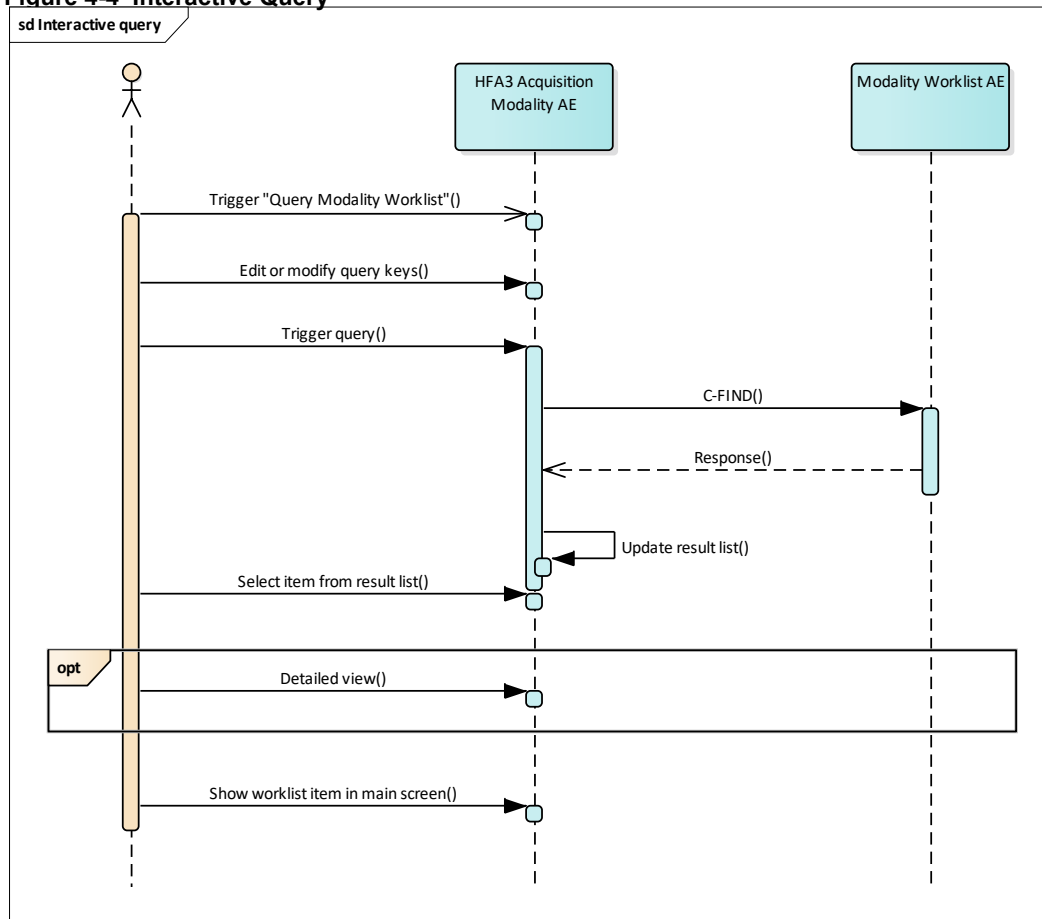 Figure 4-4 Interactive Query
sd Interactive query
HFA3 Acquisition
Modality AE
Modality Worklist AE
Trigger "Query Modality Worklist"()
Edit or modify query keys()
Trigger query()
C-FIND()
Response()
Update result list()
Select item from result list()
opt
Detailed view()
Show worklist item in main screen()